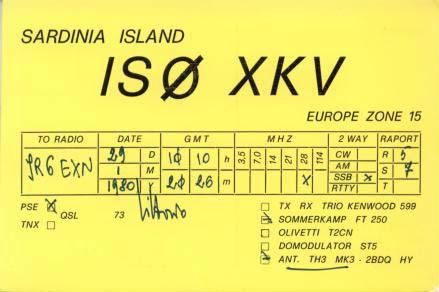 SARDINIA ISLAND
ISØ XKV
EUROPE ZONE 15
TO RADIO DATE GMT MHZ 2 WAY RAPORT
JR6EXN 29 D 10 10 h 3,5 7,0 14 21 28 114 CW R 5
1 M AM S 7
1980 Y 20 26 m X SSB X
RTTY T
PSE X QSL 73
TNX
TX RX TRIO KENWOOD 599
SOMMERKAMP FT 250
OLIVETTI T2CN
DOMODULATOR ST5
ANT. TH3 MK3 - 2BDQ HY